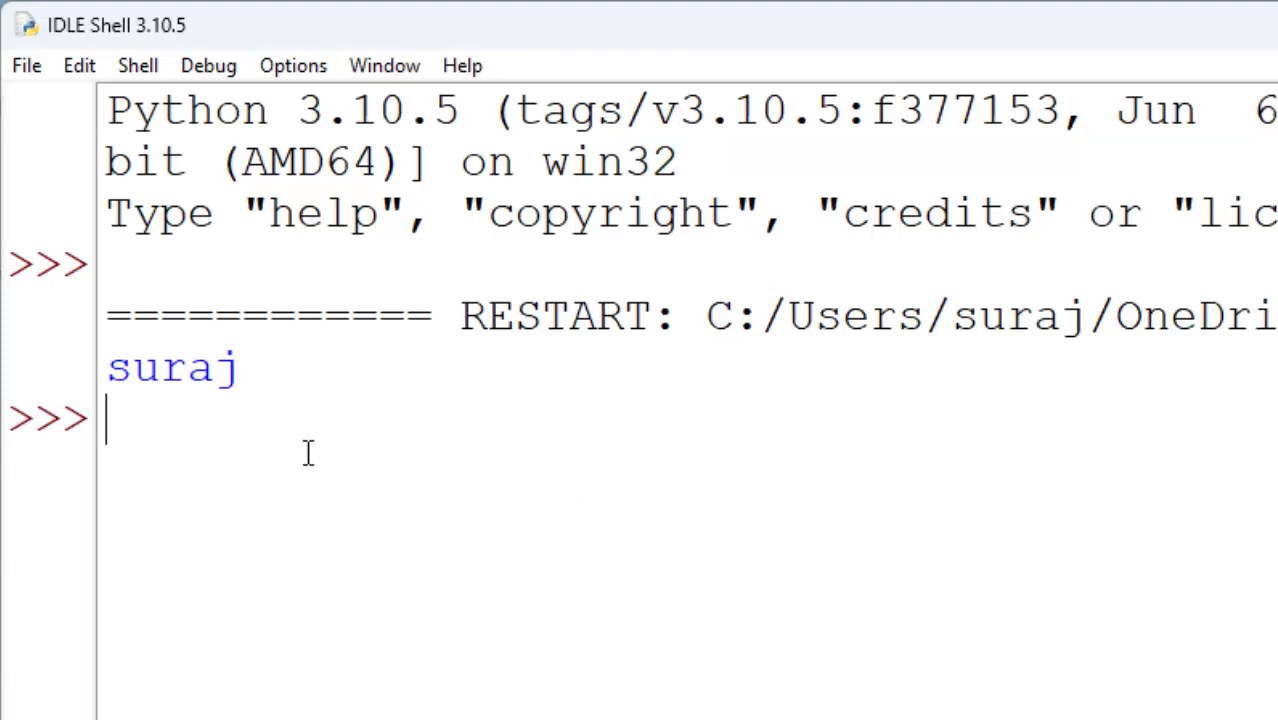 IDLE Shell 3.10.5
File Edit Shell Debug Options Window Help
Python 3.10.5 (tags/v3.10.5:f377153, Jun  6
bit (AMD64)] on win32
Type "help", "copyright", "credits" or "lic
>>>
============ RESTART: C:/Users/suraj/OneDri
suraj
>>>